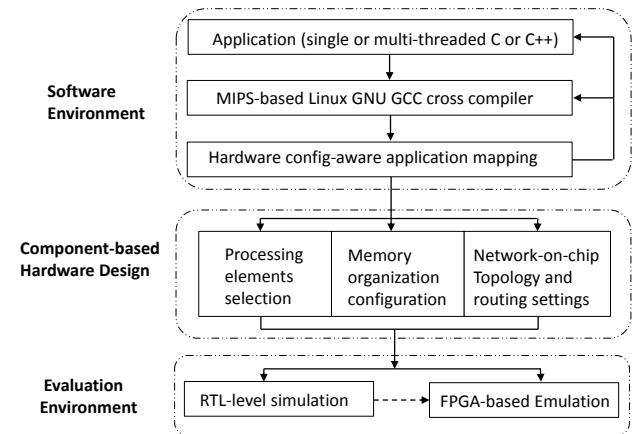 Software
Environment
Application (single or multi-threaded C or C++)
MIPS-based Linux GNU GCC cross compiler
Hardware config-aware application mapping
Component-based
Hardware Design
Processing
elements
selection
Memory
organization
configuration
Network-on-chip
Topology and
routing settings
Evaluation
Environment
RTL-level simulation
FPGA-based Emulation